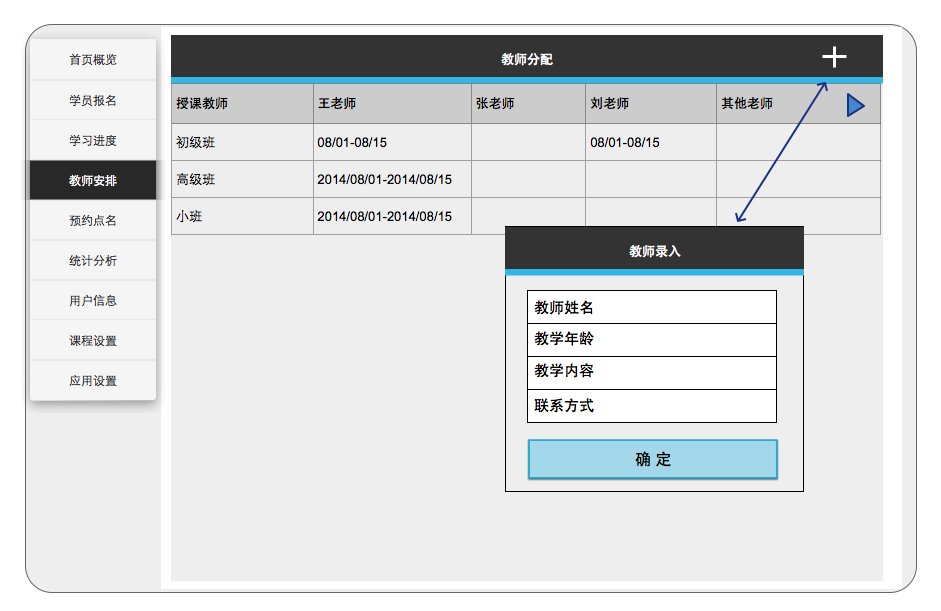 首页概览
学员报名
学习进度
教师安排
预约点名
统计分析
用户信息
课程设置
应用设置
教师分配
授课教师 王老师 张老师 刘老师 其他老师
初级班 08/01-08/15 08/01-08/15
高级班 2014/08/01-2014/08/15
小班 2014/08/01-2014/08/15
教师录入
教师姓名
教学年龄
教学内容
联系方式
确 定